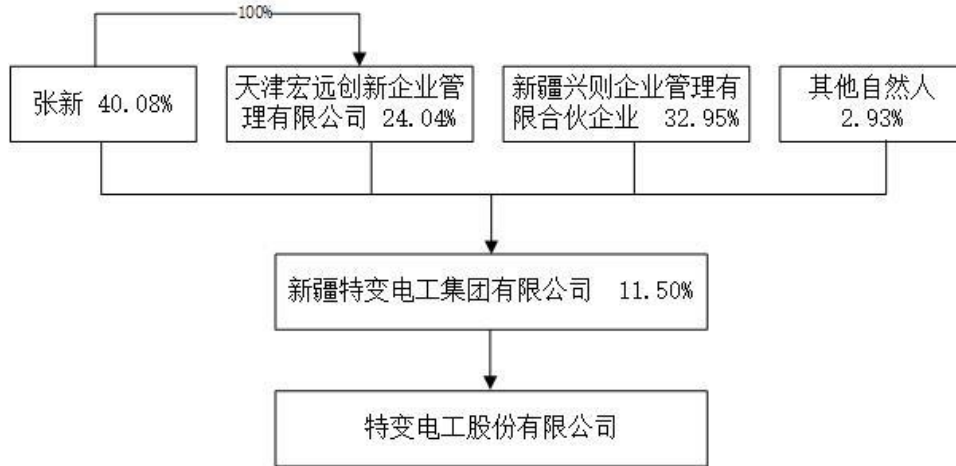 100%
张新 40.08%
天津宏远创新企业管
理有限公司 24.04%
新疆兴则企业管理有
限合伙企业 32.95%
其他自然人
2.93%
新疆特变电工集团有限公司 11.50%
特变电工股份有限公司